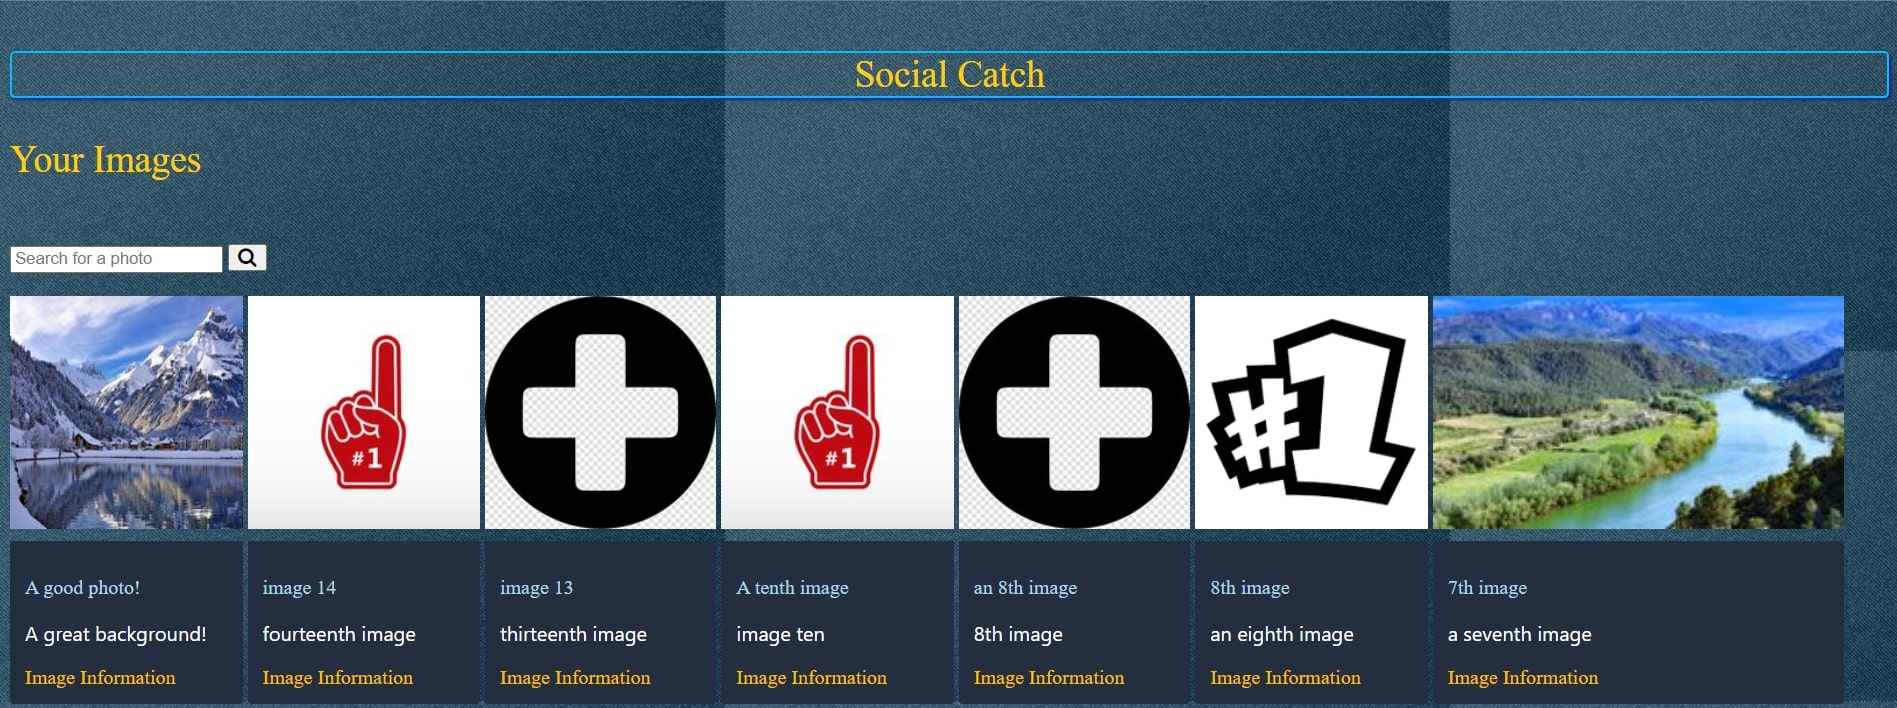 Social Catch
Your Images
Search for a photo
#1
#1
#1
A good photo!
A great background!
Image Information
image 14
fourteenth image
Image Information
image 13
thirteenth image
Image Information
A tenth image
image ten
Image Information
an 8th image
8th image
Image Information
8th image
an eighth image
Image Information
7th image
a seventh image
Image Information